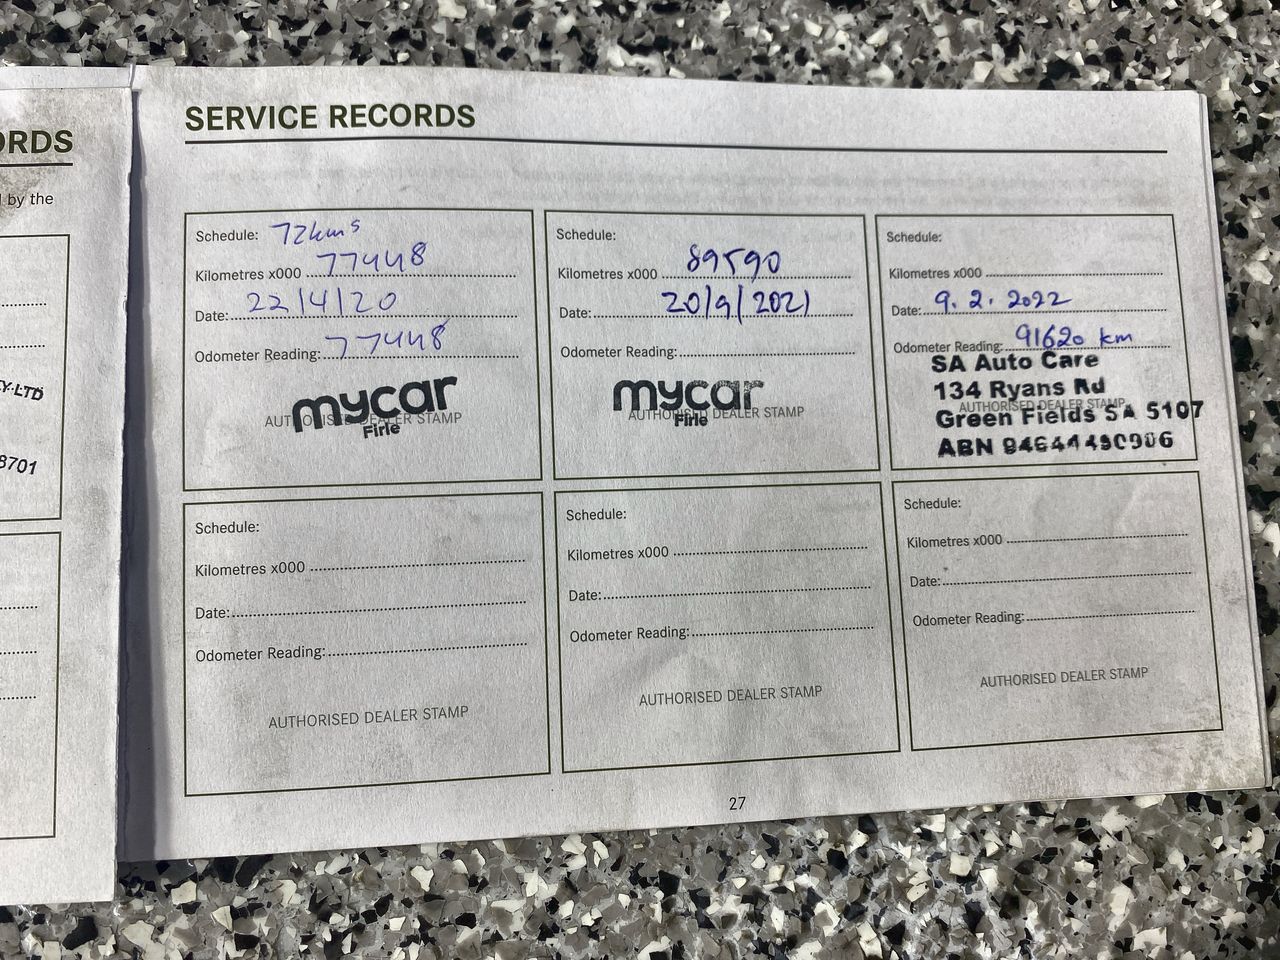 ORDS
by the
Y. LTD
8701
SERVICE RECORDS
Schedule: 72kms
Kilometres x000 77448
Date: 22/4/20
Odometer Reading: 77448
AUTHORISED DEALER STAMP
mycar
Firle
Schedule:
Kilometres x000 89590
Date: 20/9/2021
Odometer Reading:
AUTHORISED DEALER STAMP
mycar
Firle
Schedule:
Kilometres x000
Date: 9.2.2022
Odometer Reading: 91620 km
SA Auto Care
134 Ryans Rd
AUTHORISED DEALER STAMP
Green Fields SA 5107
ABN 94644490906
Schedule:
Kilometres x000
Date:
Odometer Reading:
AUTHORISED DEALER STAMP
Schedule:
Kilometres x000
Date:
Odometer Reading:
AUTHORISED DEALER STAMP
Schedule:
Kilometres x000
Date:
Odometer Reading:
AUTHORISED DEALER STAMP
27